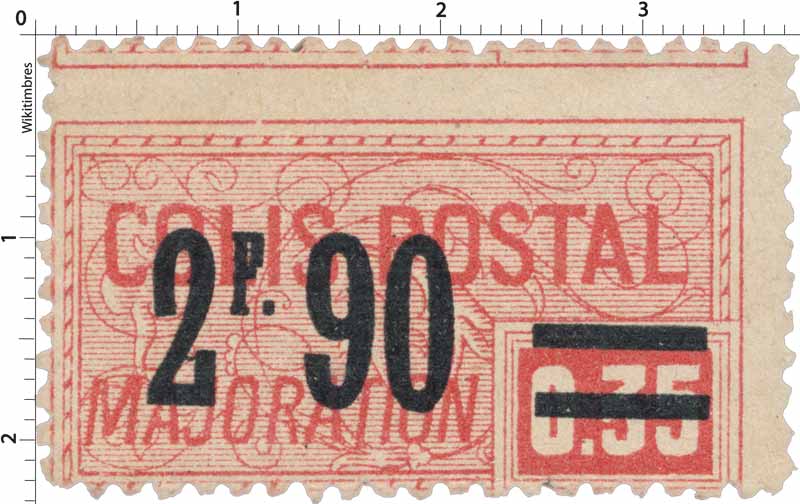 0 1 2 3
Wikitimbres
1
2
COLIS POSTAL
2F.90
MAJORATION
0.35